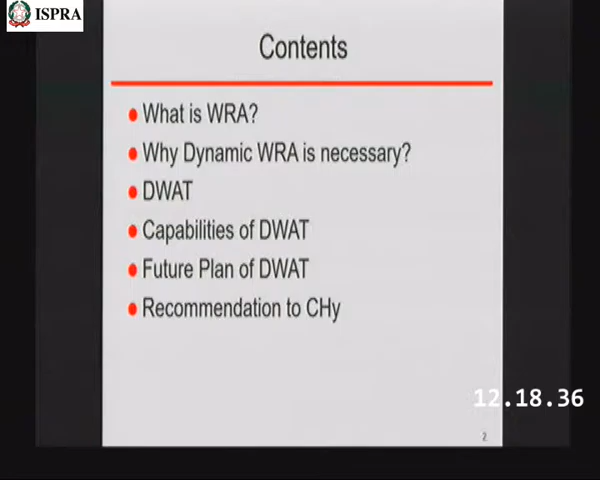 ISPRA
Contents
What is WRA?
Why Dynamic WRA is necessary?
DWAT
Capabilities of DWAT
Future Plan of DWAT
Recommendation to CHy
12.18.36
2